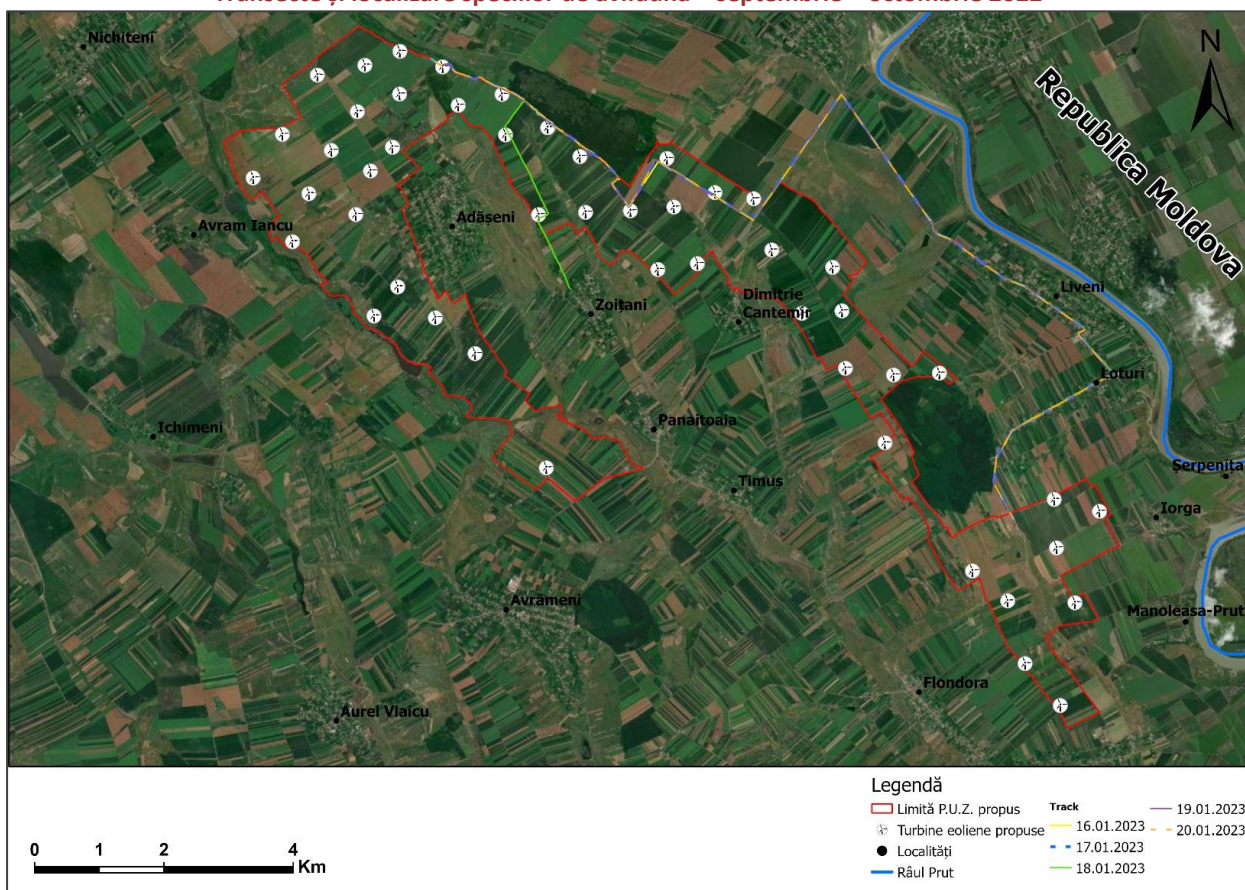 Nichiteni
N
Republica Moldova
Avram Iancu
Adășeni
Zoițani
Dimitrie
Cantemir
Liveni
Loturi
Ichimeni
Panaitoaia
Timuș
Șerpenița
Iorga
Avrămeni
Manoleasa-Prut
Flondora
Aurel Vlaicu
Legendă
Limită P.U.Z. propus
Turbine eoliene propuse
Localități
Râul Prut
Track
16.01.2023
17.01.2023
18.01.2023
19.01.2023
20.01.2023
0 1 2 4
Km